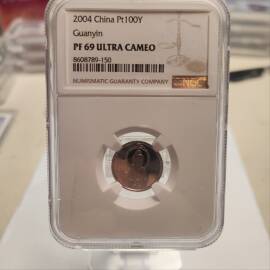 2004 China Pt100Y
Guanyin
PF 69 ULTRA CAMEO
8608789-150
NUMISMATIC GUARANTY COMPANY
NGC